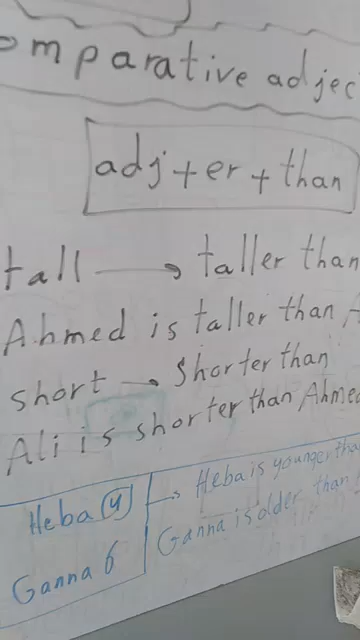 omparative adjec
adj + er + than
tall → taller than
Ahmed is taller than A
short → shorter than
Ali is shorter than Ahmed
Heba (4) → Heba is younger tha
Ganna 6 Ganna is older than